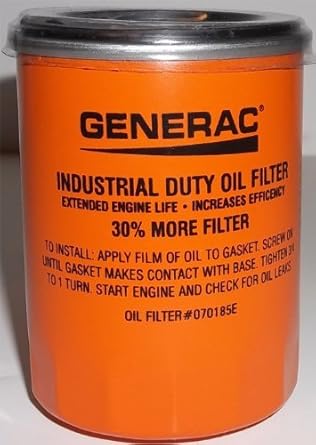 GENERAC®
INDUSTRIAL DUTY OIL FILTER
EXTENDED ENGINE LIFE • INCREASES EFFICENCY
30% MORE FILTER
TO INSTALL: APPLY FILM OF OIL TO GASKET. SCREW ON
UNTIL GASKET MAKES CONTACT WITH BASE. TIGHTEN 3/4
TO 1 TURN. START ENGINE AND CHECK FOR OIL LEAKS.
OIL FILTER#070185E